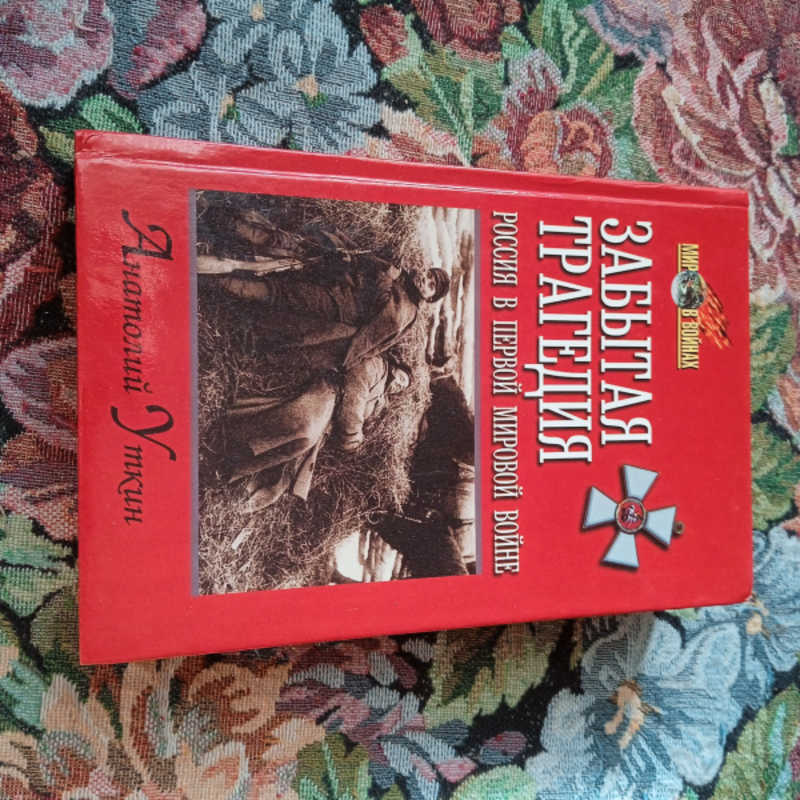 МИР В ВОЙНАХ
ЗАБЫТАЯ
ТРАГЕДИЯ
РОССИЯ В ПЕРВОЙ МИРОВОЙ ВОЙНЕ
Анатолий Уткин